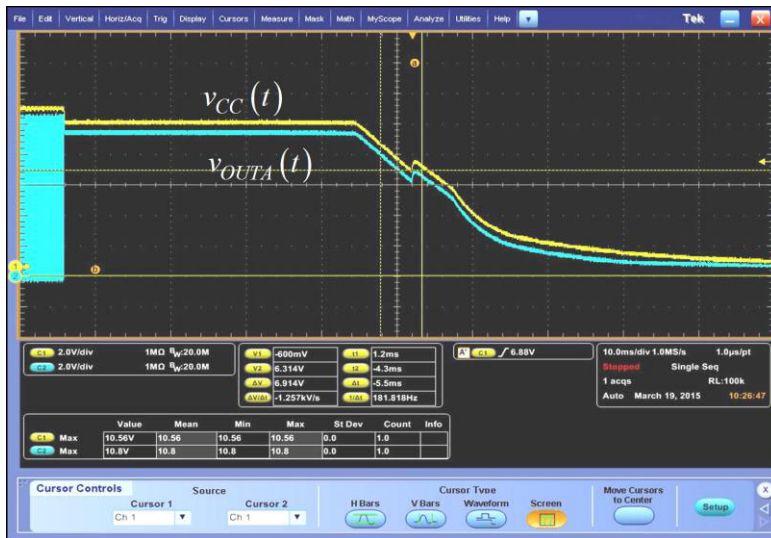 File Edit Vertical Horiz/Acq Trig Display Cursors Measure Mask Math MyScope Analyze Utilities Help Tek X
a
vCC(t)
vOUTA(t)
1
2
b
C1 2.0V/div 1MΩ BW:20.0M
C2 2.0V/div 1MΩ BW:20.0M
V1 -600mV t1 1.2ms
V2 6.314V t2 -4.3ms
ΔV 6.914V Δt -5.5ms
ΔV/Δt -1.257kV/s 1/Δt 181.818Hz
A' C1 6.88V
10.0ms/div 1.0MS/s 1.0µs/pt
Stopped Single Seq
1 acqs RL:100k
Auto March 19, 2015 10:26:47
Value Mean Min Max St Dev Count Info
C1 Max 10.56V 10.56 10.56 10.56 0.0 1.0
C2 Max 10.8V 10.8 10.8 10.8 0.0 1.0
Cursor Controls Source Cursor Type Move Cursors to Center X
Cursor 1 Cursor 2 H Bars V Bars Waveform Screen Setup
Ch 1 Ch 1